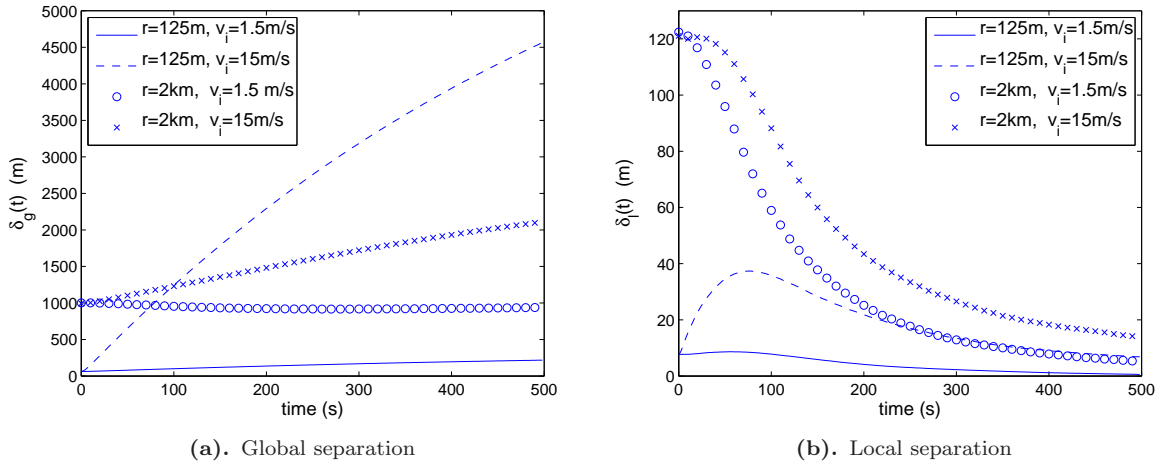 r=125m, v_i=1.5m/s
r=125m, v_i=15m/s
r=2km, v_i=1.5 m/s
r=2km, v_i=15m/s
5000
4500
4000
3500
3000
2500
2000
1500
1000
500
0
δ_g(t) (m)
0 100 200 300 400 500
time (s)
(a). Global separation
r=125m, v_i=1.5m/s
r=125m, v_i=15m/s
r=2km, v_i=1.5m/s
r=2km, v_i=15m/s
120
100
80
60
40
20
0
δ_l(t) (m)
0 100 200 300 400 500
time (s)
(b). Local separation